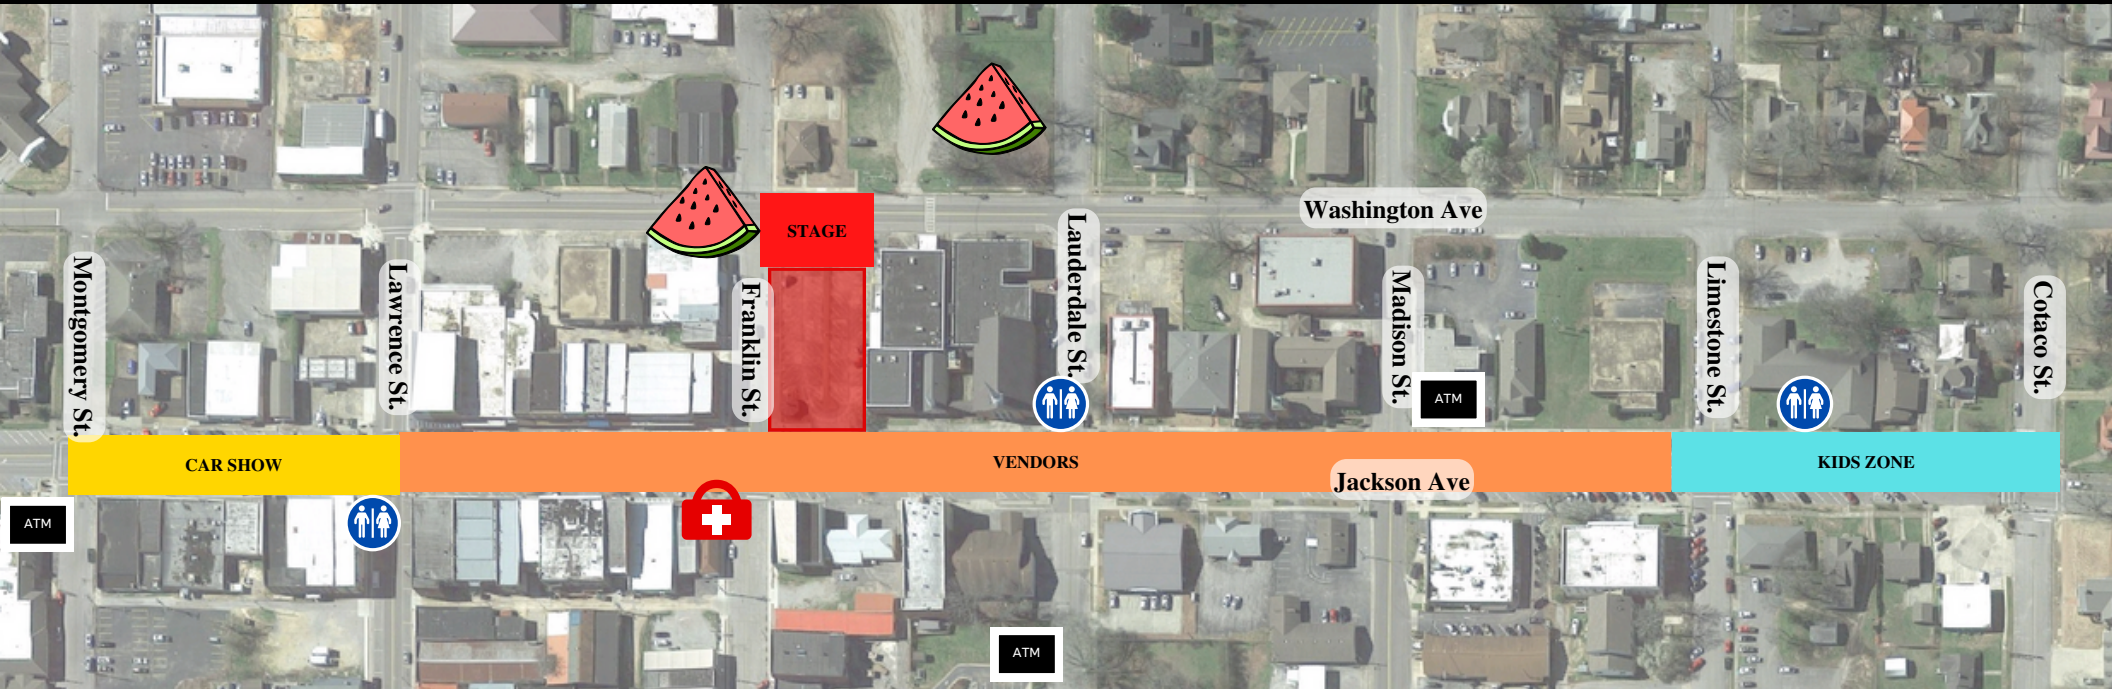 Washington Ave
STAGE
Montgomery St.
Lawrence St.
Franklin St.
Lauderdale St.
Madison St.
Limestone St.
Cotaco St.
ATM
CAR SHOW
VENDORS
KIDS ZONE
Jackson Ave
ATM
ATM